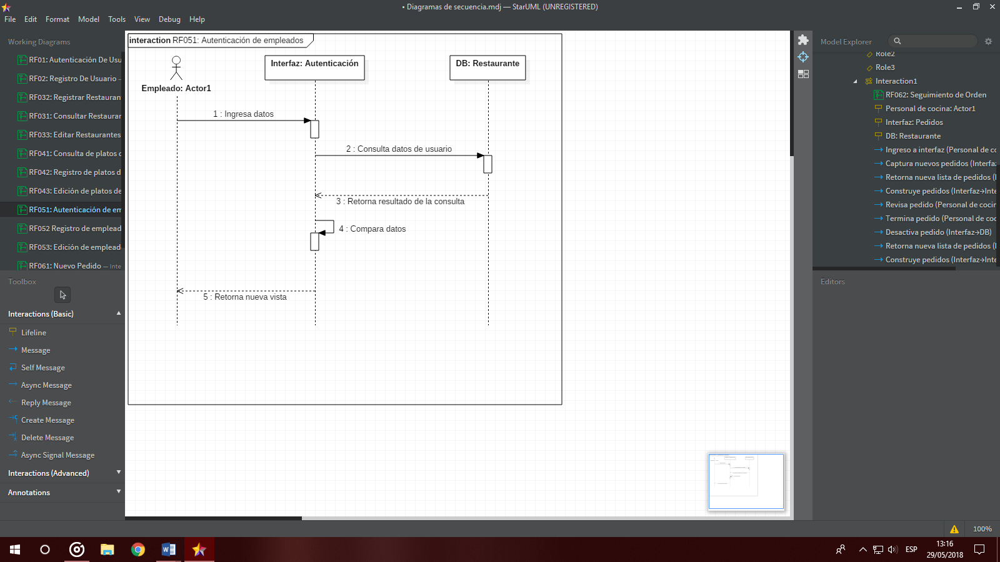 • Diagramas de secuencia.mdj — StarUML (UNREGISTERED)
File Edit Format Model Tools View Debug Help
Working Diagrams
RF01: Autenticación De Usu
RF02: Registro De Usuario —
RF032: Registrar Restauran
RF031: Consultar Restaurar
RF033: Editar Restaurantes
RF041: Consulta de platos d
RF042: Registro de platos d
RF043: Edición de platos de
RF051: Autenticación de em
RF052 Registro de emplead
RF053: Edición de emplead
RF061: Nuevo Pedido — Inte
Toolbox
Interactions (Basic)
Lifeline
Message
Self Message
Async Message
Reply Message
Create Message
Delete Message
Async Signal Message
Interactions (Advanced)
Annotations
interaction RF051: Autenticación de empleados
Empleado: Actor1
Interfaz: Autenticación
DB: Restaurante
1 : Ingresa datos
2 : Consulta datos de usuario
3 : Retorna resultado de la consulta
4 : Compara datos
5 : Retorna nueva vista
Model Explorer
Role2
Role3
Interaction1
RF062: Seguimiento de Orden
Personal de cocina: Actor1
Interfaz: Pedidos
DB: Restaurante
Ingreso a interfaz (Personal de co
Captura nuevos pedidos (Interfaz
Retorna nueva lista de pedidos (I
Construye pedidos (Interfaz→Inte
Revisa pedido (Personal de cocin
Termina pedido (Personal de coc
Desactiva pedido (Interfaz→DB)
Retorna nueva lista de pedidos (I
Construye pedidos (Interfaz→Inte
Editors
100%
ESP
13:16
29/05/2018